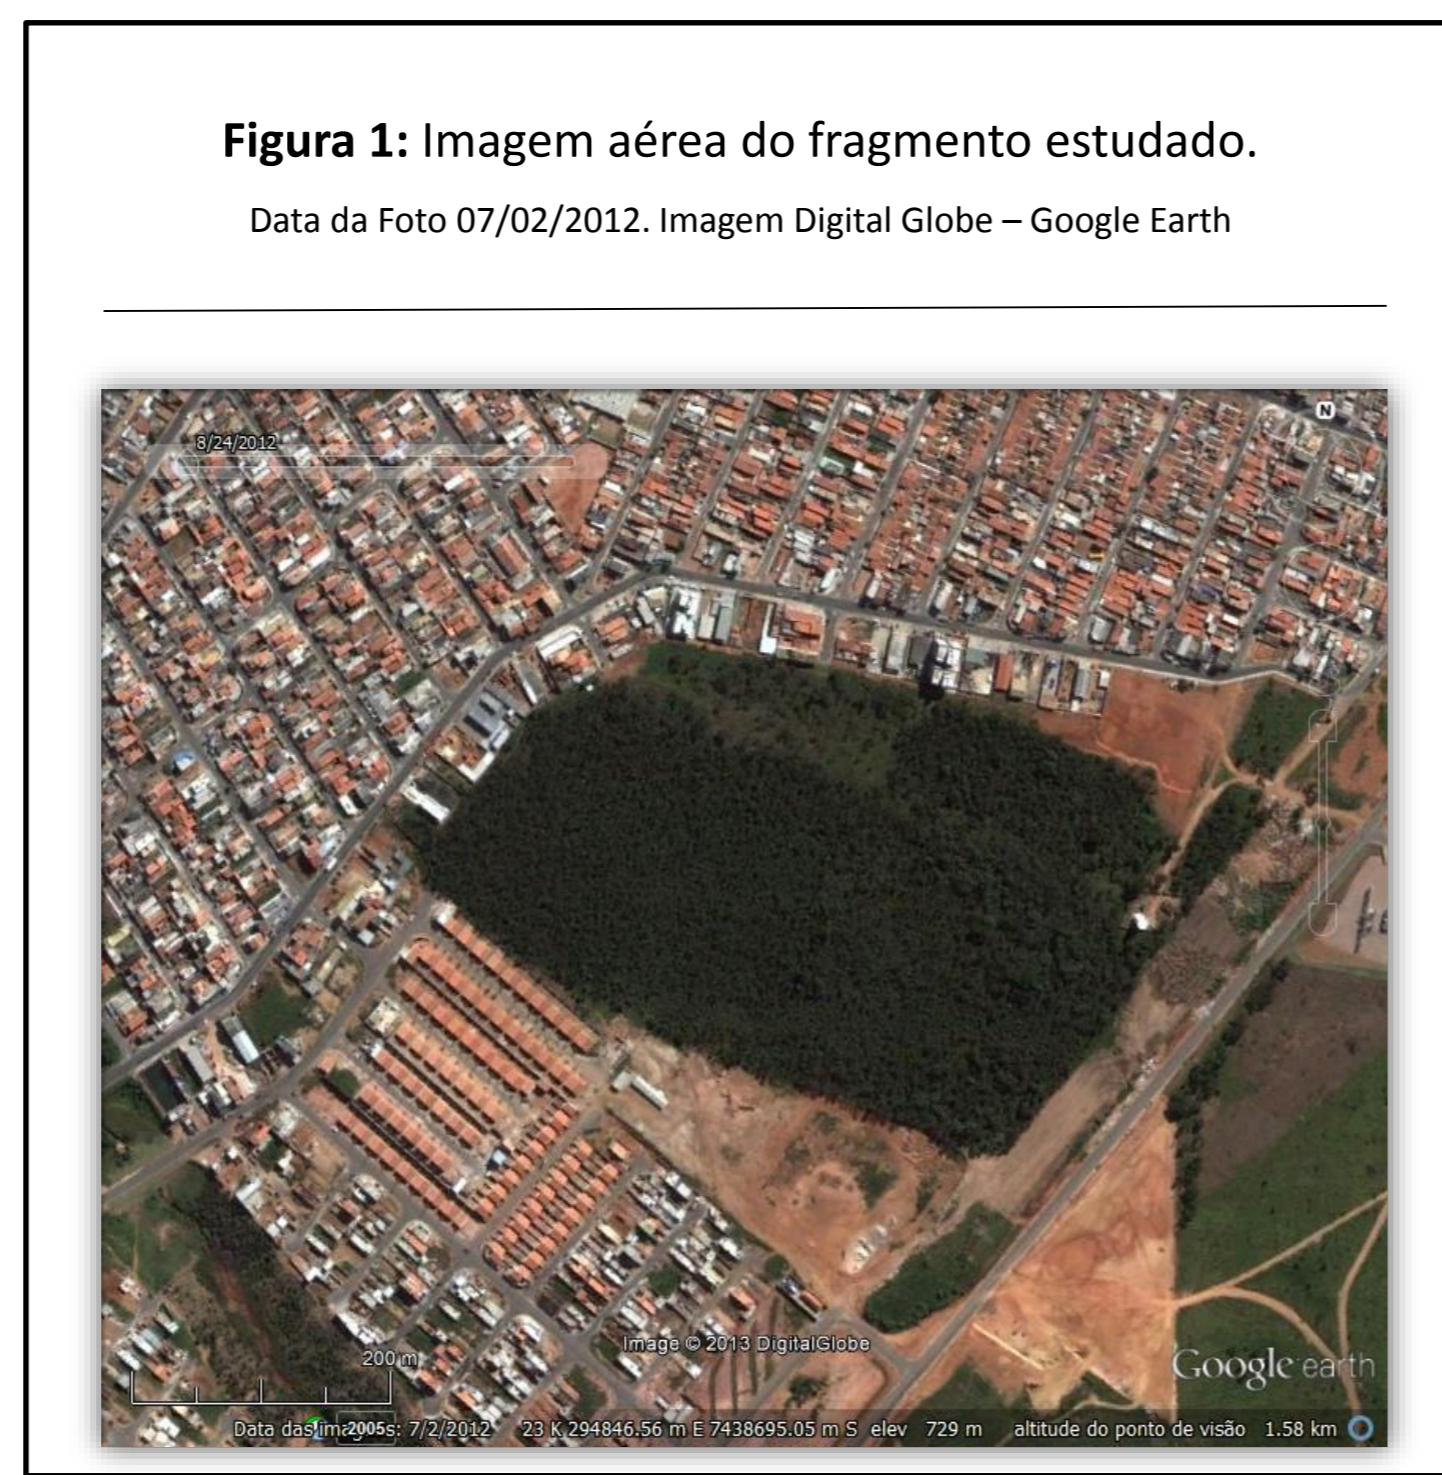 Figura 1: Imagem aérea do fragmento estudado.
Data da Foto 07/02/2012. Imagem Digital Globe – Google Earth
N
8/24/2012
200 m
Image © 2013 DigitalGlobe
Google earth
Data das imagens: 7/2/2012 2005 23 K 294846.56 m E 7438695.05 m S elev 729 m altitude do ponto de visão 1.58 km